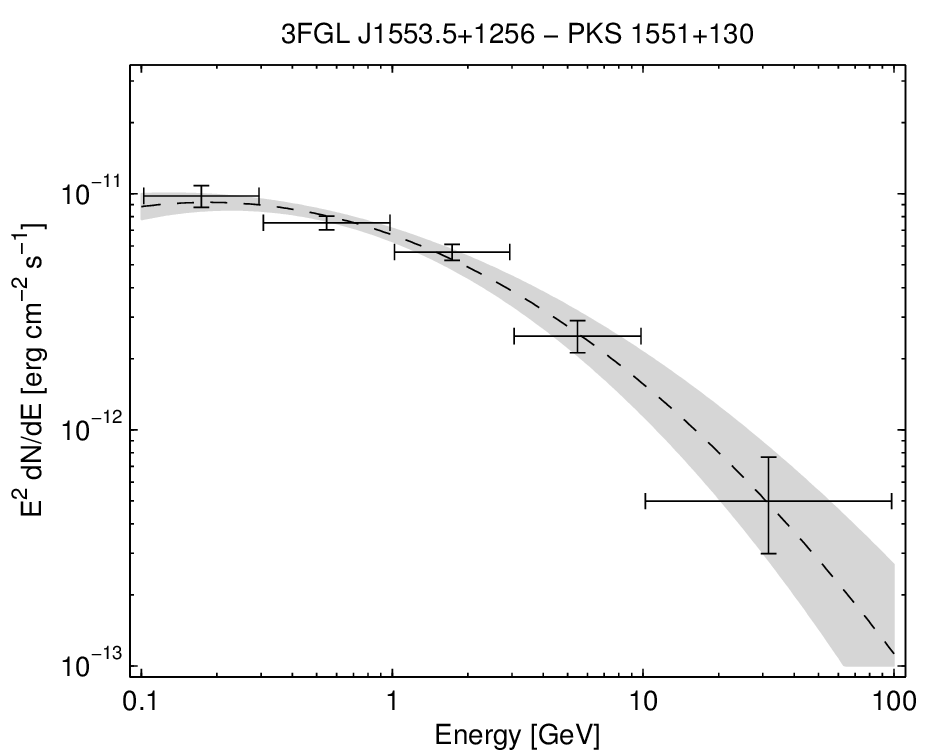 3FGL J1553.5+1256 − PKS 1551+130
E² dN/dE [erg cm⁻² s⁻¹]
10⁻¹¹
10⁻¹²
10⁻¹³
0.1 1 10 100
Energy [GeV]